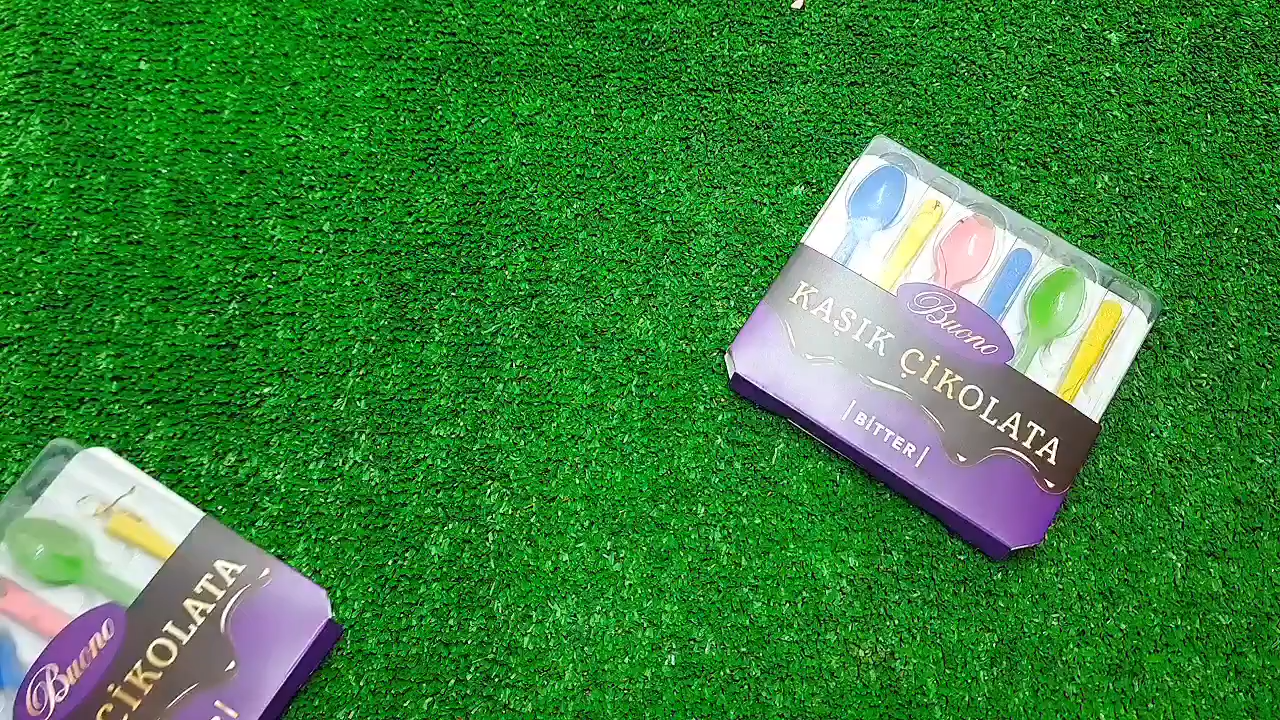 Buono
KAŞIK ÇİKOLATA
|BİTTER|
Buono
ÇİKOLATA